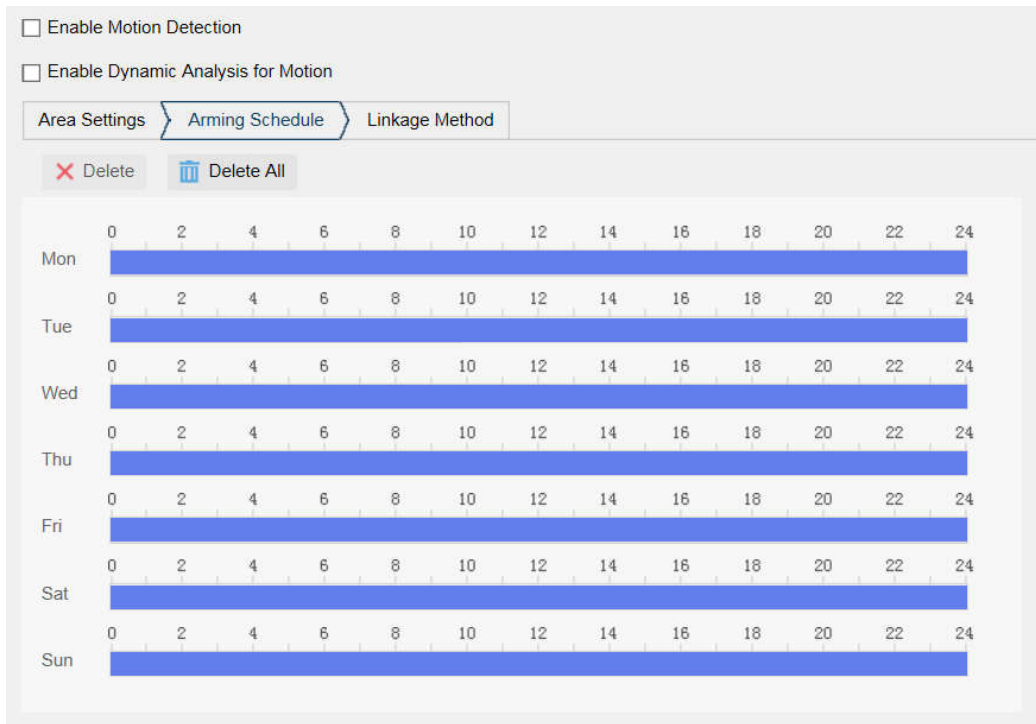 Enable Motion Detection
Enable Dynamic Analysis for Motion
Area Settings Arming Schedule Linkage Method
Delete Delete All
0 2 4 6 8 10 12 14 16 18 20 22 24
Mon
0 2 4 6 8 10 12 14 16 18 20 22 24
Tue
0 2 4 6 8 10 12 14 16 18 20 22 24
Wed
0 2 4 6 8 10 12 14 16 18 20 22 24
Thu
0 2 4 6 8 10 12 14 16 18 20 22 24
Fri
0 2 4 6 8 10 12 14 16 18 20 22 24
Sat
0 2 4 6 8 10 12 14 16 18 20 22 24
Sun